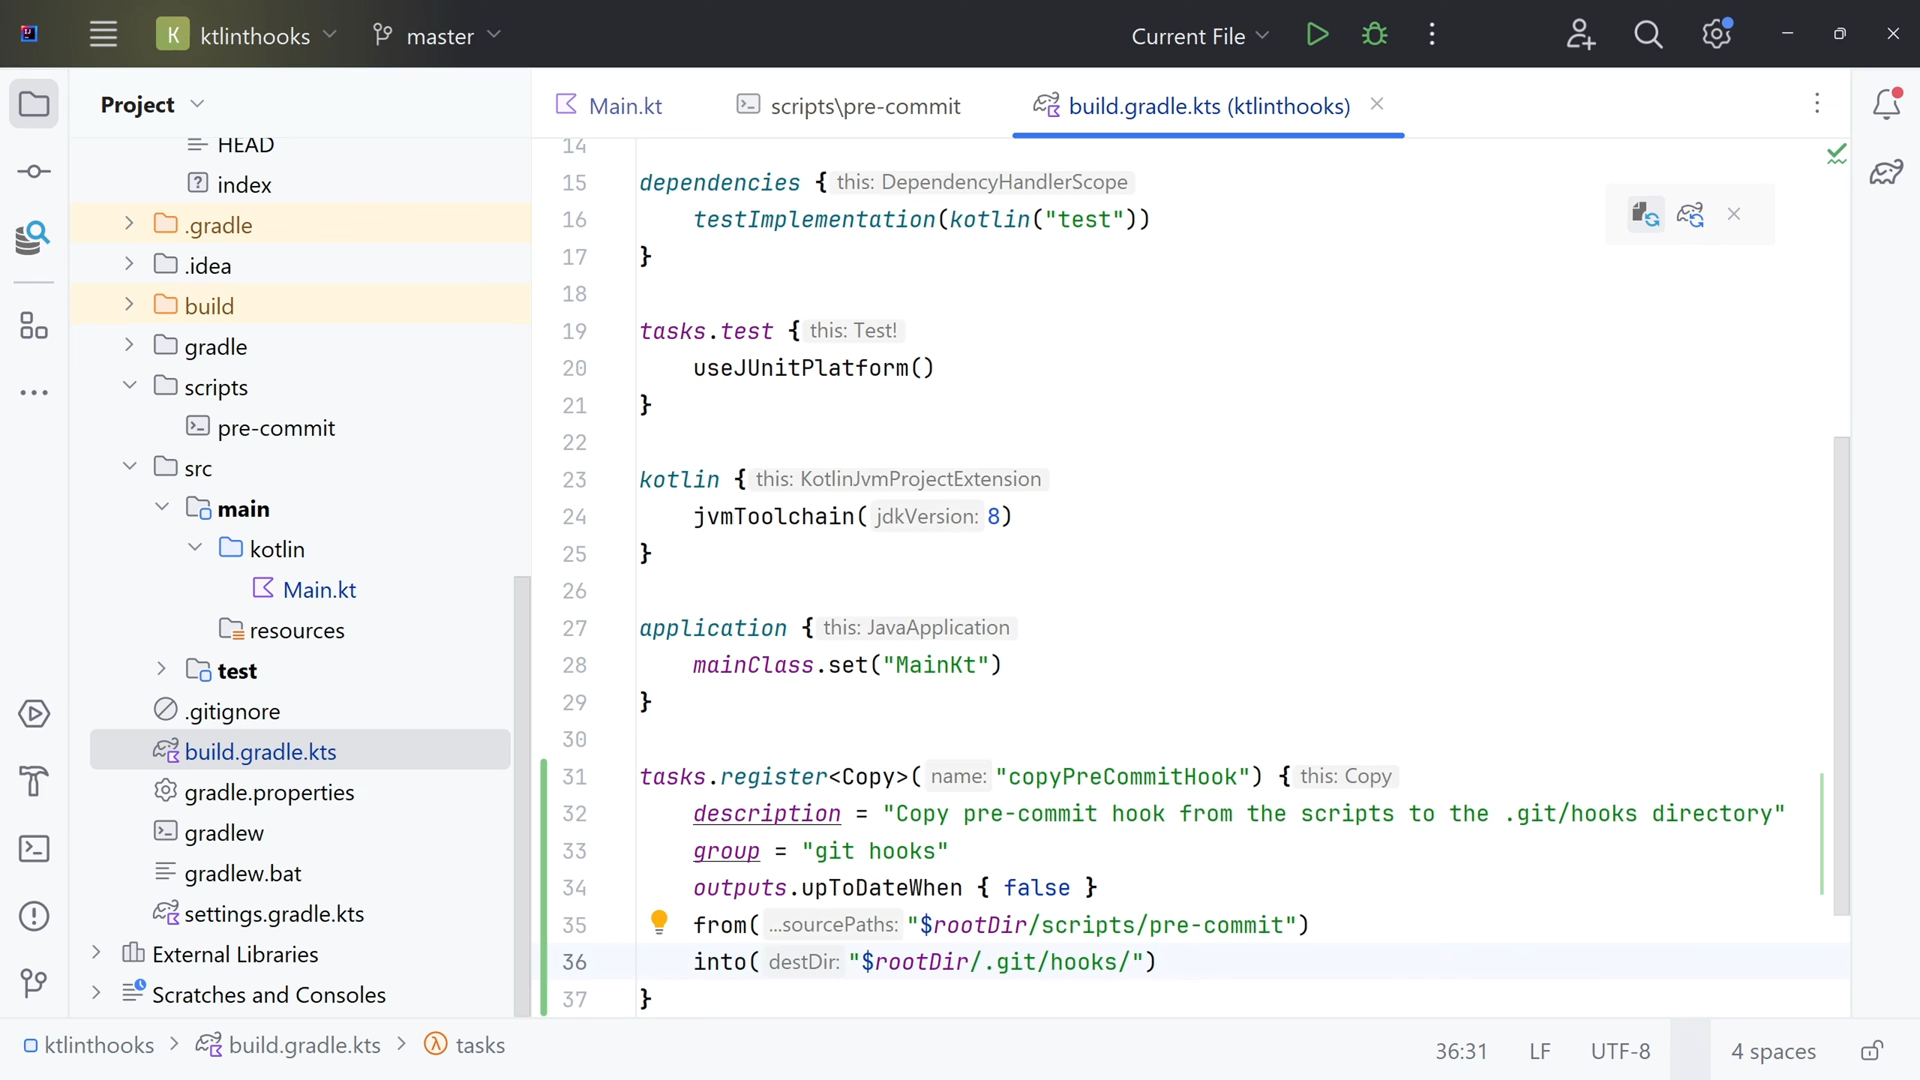 K ktlinthooks master Current File
Project
Main.kt scripts\pre-commit build.gradle.kts (ktlinthooks)
HEAD
index
.gradle
.idea
build
gradle
scripts
pre-commit
src
main
kotlin
Main.kt
resources
test
.gitignore
build.gradle.kts
gradle.properties
gradlew
gradlew.bat
settings.gradle.kts
External Libraries
Scratches and Consoles
14
15 dependencies { this: DependencyHandlerScope
16 testImplementation(kotlin("test"))
17 }
18
19 tasks.test { this: Test!
20 useJUnitPlatform()
21 }
22
23 kotlin { this: KotlinJvmProjectExtension
24 jvmToolchain( jdkVersion: 8)
25 }
26
27 application { this: JavaApplication
28 mainClass.set("MainKt")
29 }
30
31 tasks.register<Copy>( name: "copyPreCommitHook") { this: Copy
32 description = "Copy pre-commit hook from the scripts to the .git/hooks directory"
33 group = "git hooks"
34 outputs.upToDateWhen { false }
35 from( ...sourcePaths: "$rootDir/scripts/pre-commit")
36 into( destDir: "$rootDir/.git/hooks/")
37 }
ktlinthooks > build.gradle.kts > tasks
36:31 LF UTF-8 4 spaces